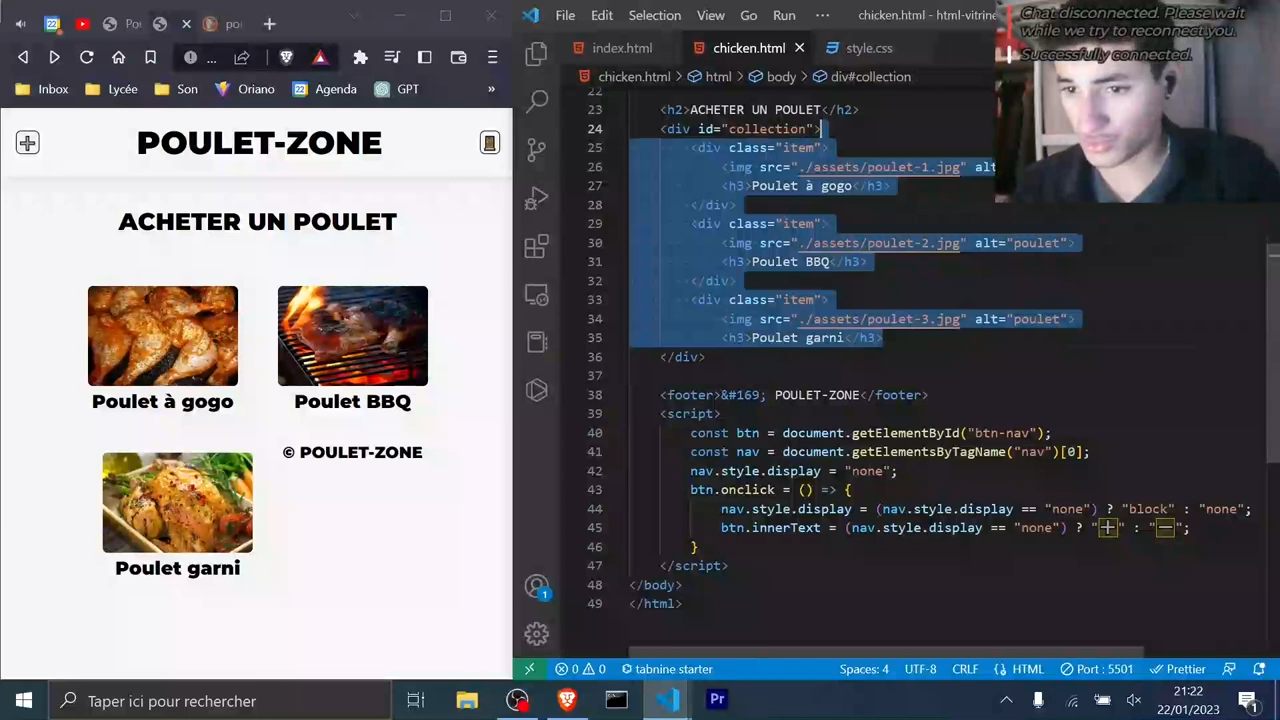 Poi
poi
File Edit Selection View Go Run ··· chicken.html - html-vitrine
Chat disconnected. Please wait
while we try to reconnect you.
Successfully connected.
...
Inbox Lycée Son Oriano Agenda GPT »
index.html chicken.html style.css
chicken.html > html > body > div#collection
POULET-ZONE
ACHETER UN POULET
Poulet à gogo Poulet BBQ
© POULET-ZONE
Poulet garni
22
23 <h2>ACHETER UN POULET</h2>
24 <div id="collection">
25 <div class="item">
26 <img src="./assets/poulet-1.jpg" alt=
27 <h3>Poulet à gogo</h3>
28 </div>
29 <div class="item">
30 <img src="./assets/poulet-2.jpg" alt="poulet">
31 <h3>Poulet BBQ</h3>
32 </div>
33 <div class="item">
34 <img src="./assets/poulet-3.jpg" alt="poulet">
35 <h3>Poulet garni</h3>
36 </div>
37
38 <footer>&#169; POULET-ZONE</footer>
39 <script>
40 const btn = document.getElementById("btn-nav");
41 const nav = document.getElementsByTagName("nav")[0];
42 nav.style.display = "none";
43 btn.onclick = () => {
44 nav.style.display = (nav.style.display == "none") ? "block" : "none";
45 btn.innerText = (nav.style.display == "none") ? "＋" : "－";
46 }
47 </script>
48 </body>
49 </html>
1
0 0 tabnine starter Spaces: 4 UTF-8 CRLF HTML Port : 5501 Prettier
Taper ici pour rechercher
Pr
21:22
22/01/2023
1